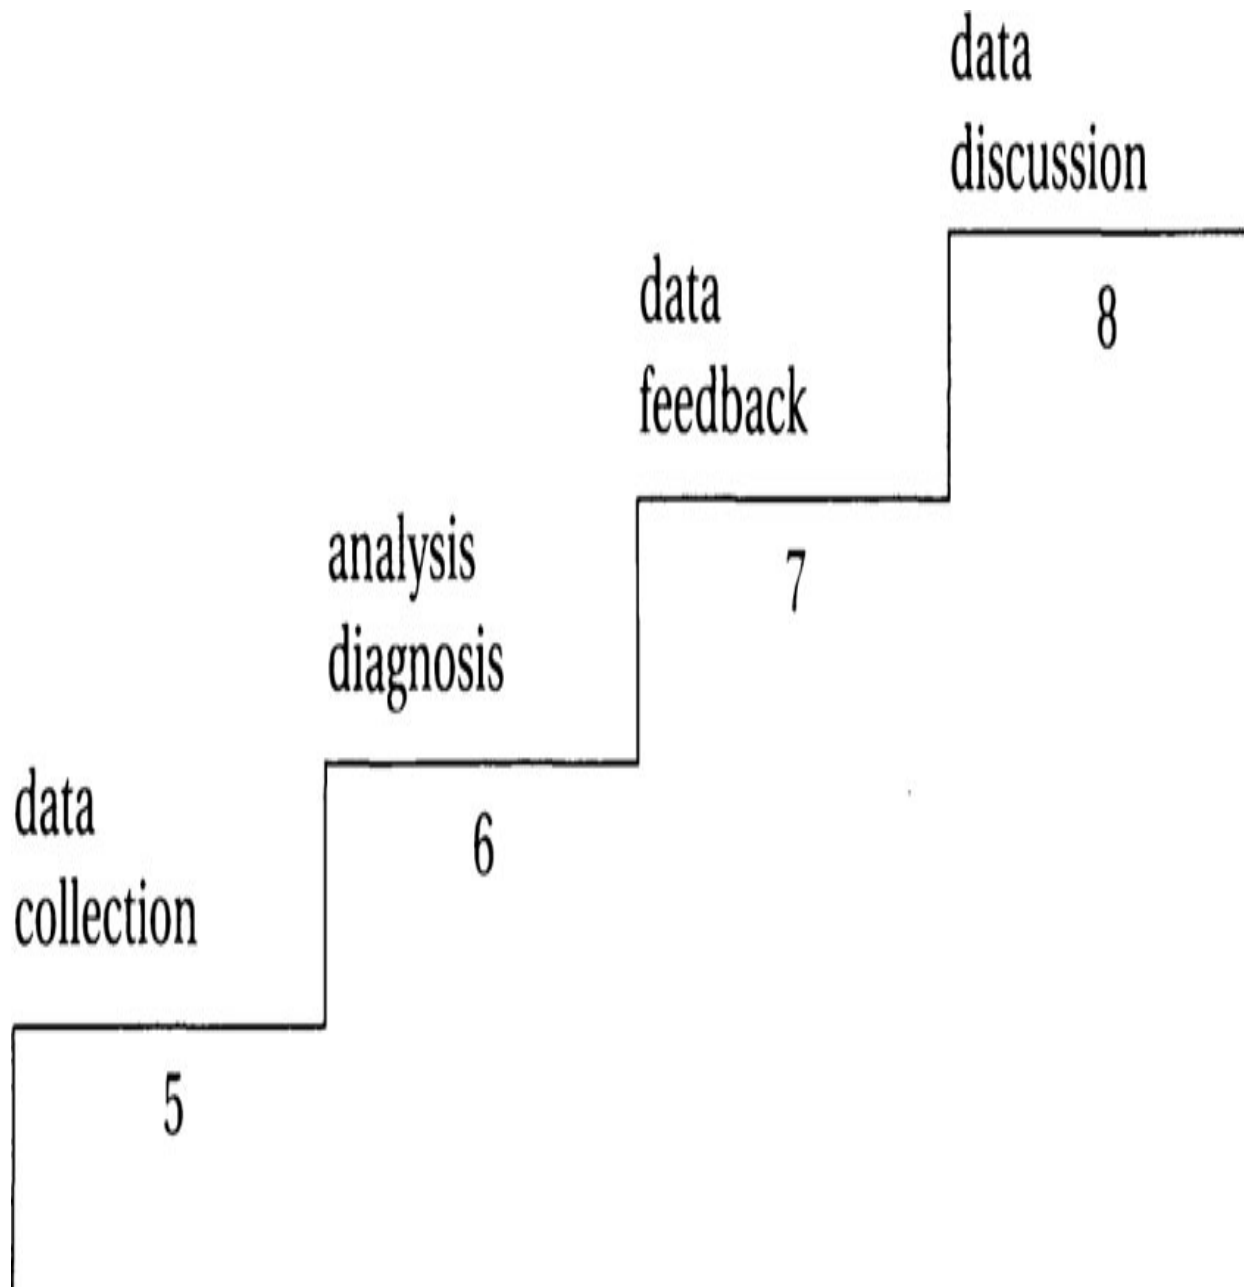 data
discussion
8
data
feedback
7
analysis
diagnosis
6
data
collection
5